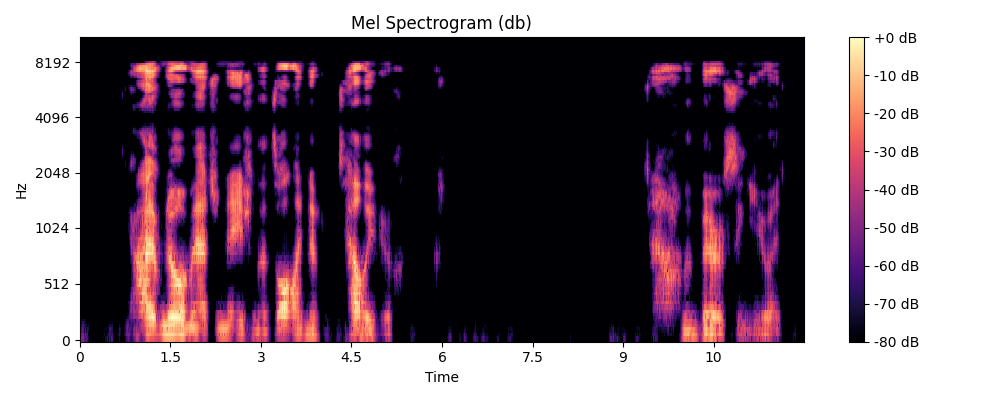 Mel Spectrogram (db)
+0 dB
8192
-10 dB
4096
-20 dB
-30 dB
2048
Hz
-40 dB
1024
-50 dB
-60 dB
512
-70 dB
0
-80 dB
0 1.5 3 4.5 6 7.5 9 10
Time